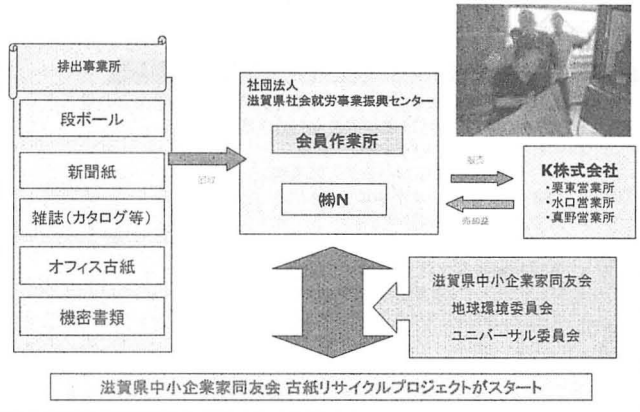 排出事業所
段ボール
新聞紙
雑誌(カタログ等)
オフィス古紙
機密書類
社団法人
滋賀県社会就労事業振興センター
会員作業所
㈱N
K株式会社
・栗東営業所
・水口営業所
・真野営業所
滋賀県中小企業家同友会
地球環境委員会
ユニバーサル委員会
滋賀県中小企業家同友会 古紙リサイクルプロジェクトがスタート